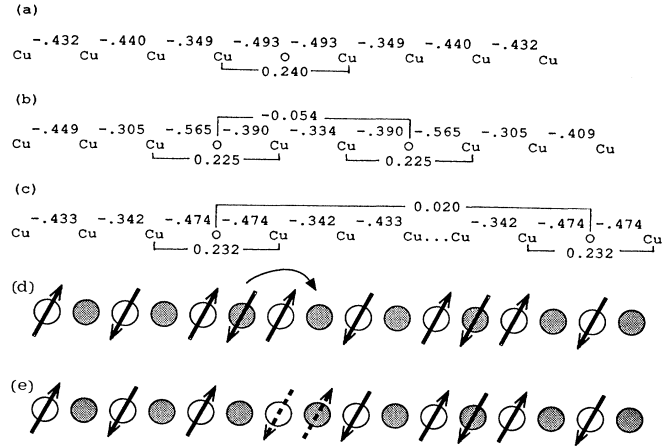 (a)
-.432 -.440 -.349 -.493 -.493 -.349 -.440 -.432
Cu Cu Cu Cu O Cu Cu Cu Cu
0.240
(b)
-0.054
-.449 -.305 -.565 -.390 -.334 -.390 -.565 -.305 -.409
Cu Cu Cu O Cu Cu O Cu Cu Cu
0.225 0.225
(c)
0.020
-.433 -.342 -.474 -.474 -.342 -.433 -.342 -.474 -.474
Cu Cu Cu O Cu Cu Cu...Cu Cu O Cu
0.232 0.232
(d)
(e)